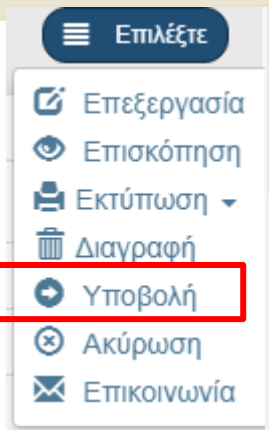 Επιλέξτε
Επεξεργασία
Επισκόπηση
Εκτύπωση
Διαγραφή
Υποβολή
Ακύρωση
Επικοινωνία